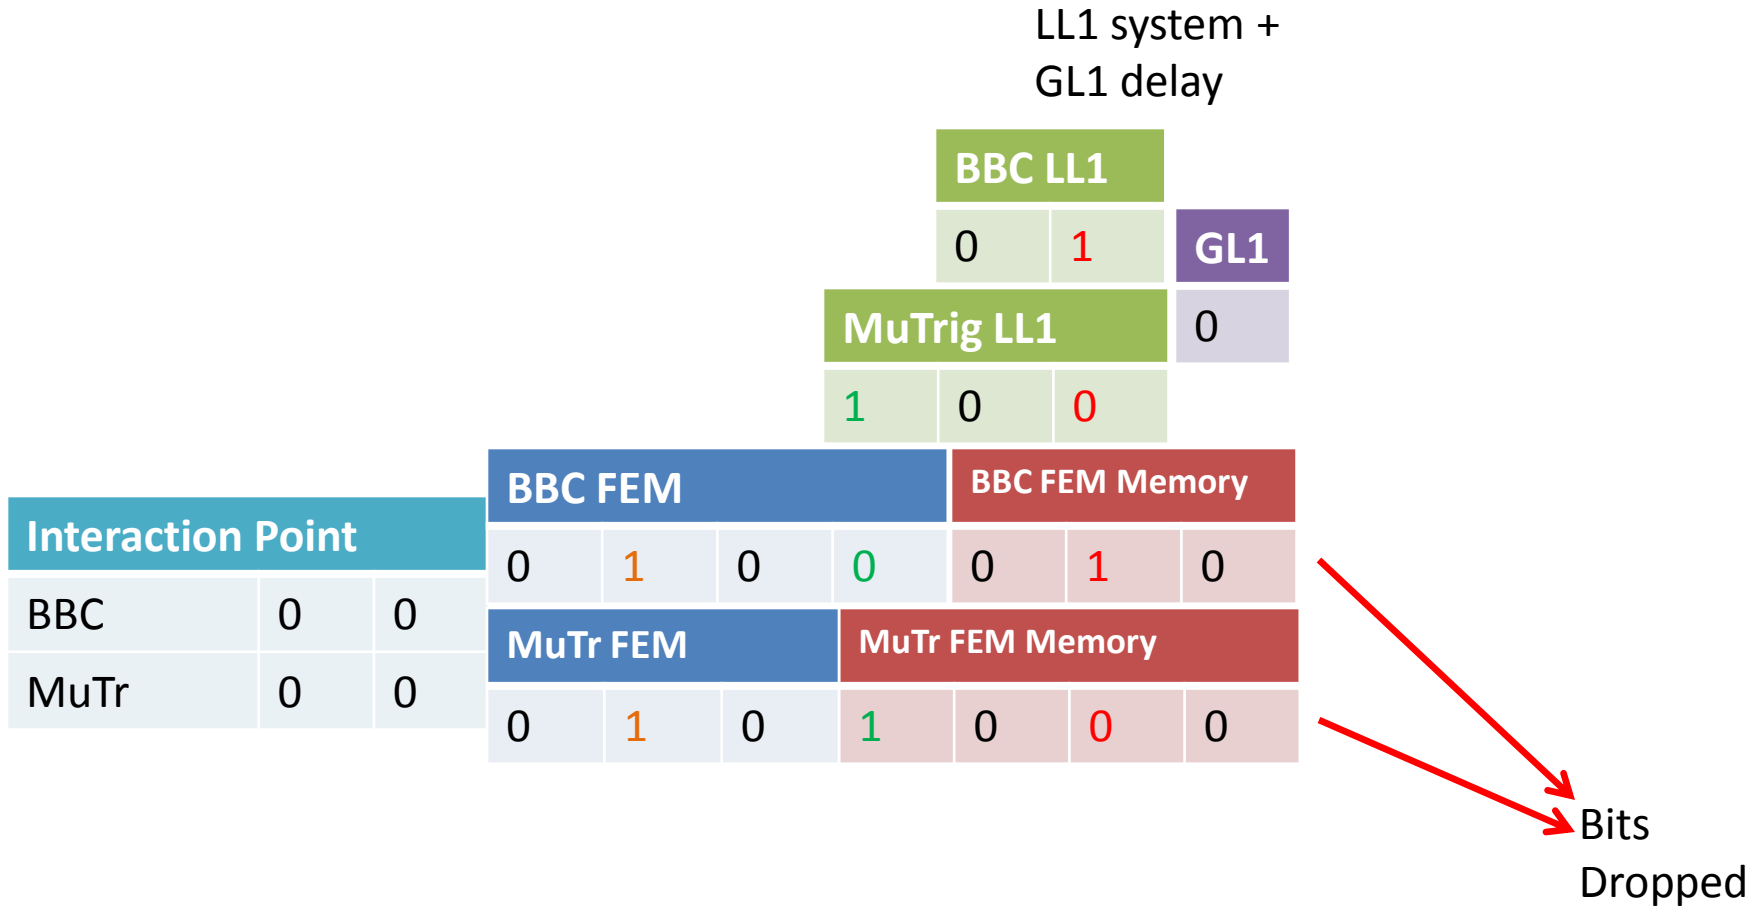 LL1 system +
GL1 delay
BBC LL1
0 1
GL1
0
MuTrig LL1
1 0 0
BBC FEM
BBC FEM Memory
0 1 0 0 0 1 0
Interaction Point
BBC 0 0
MuTr 0 0
MuTr FEM
MuTr FEM Memory
0 1 0 1 0 0 0
Bits
Dropped